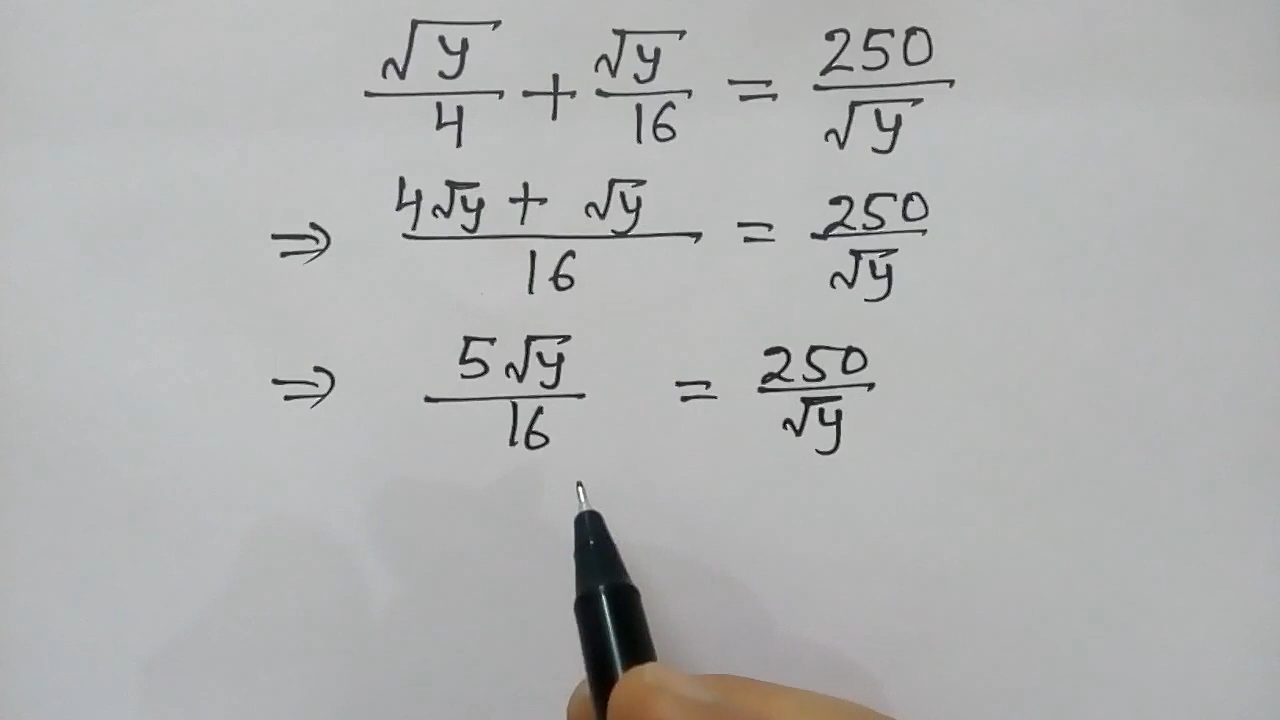 √y/4 + √y/16 = 250/√y
⇒ (4√y + √y)/16 = 250/√y
⇒ 5√y/16 = 250/√y